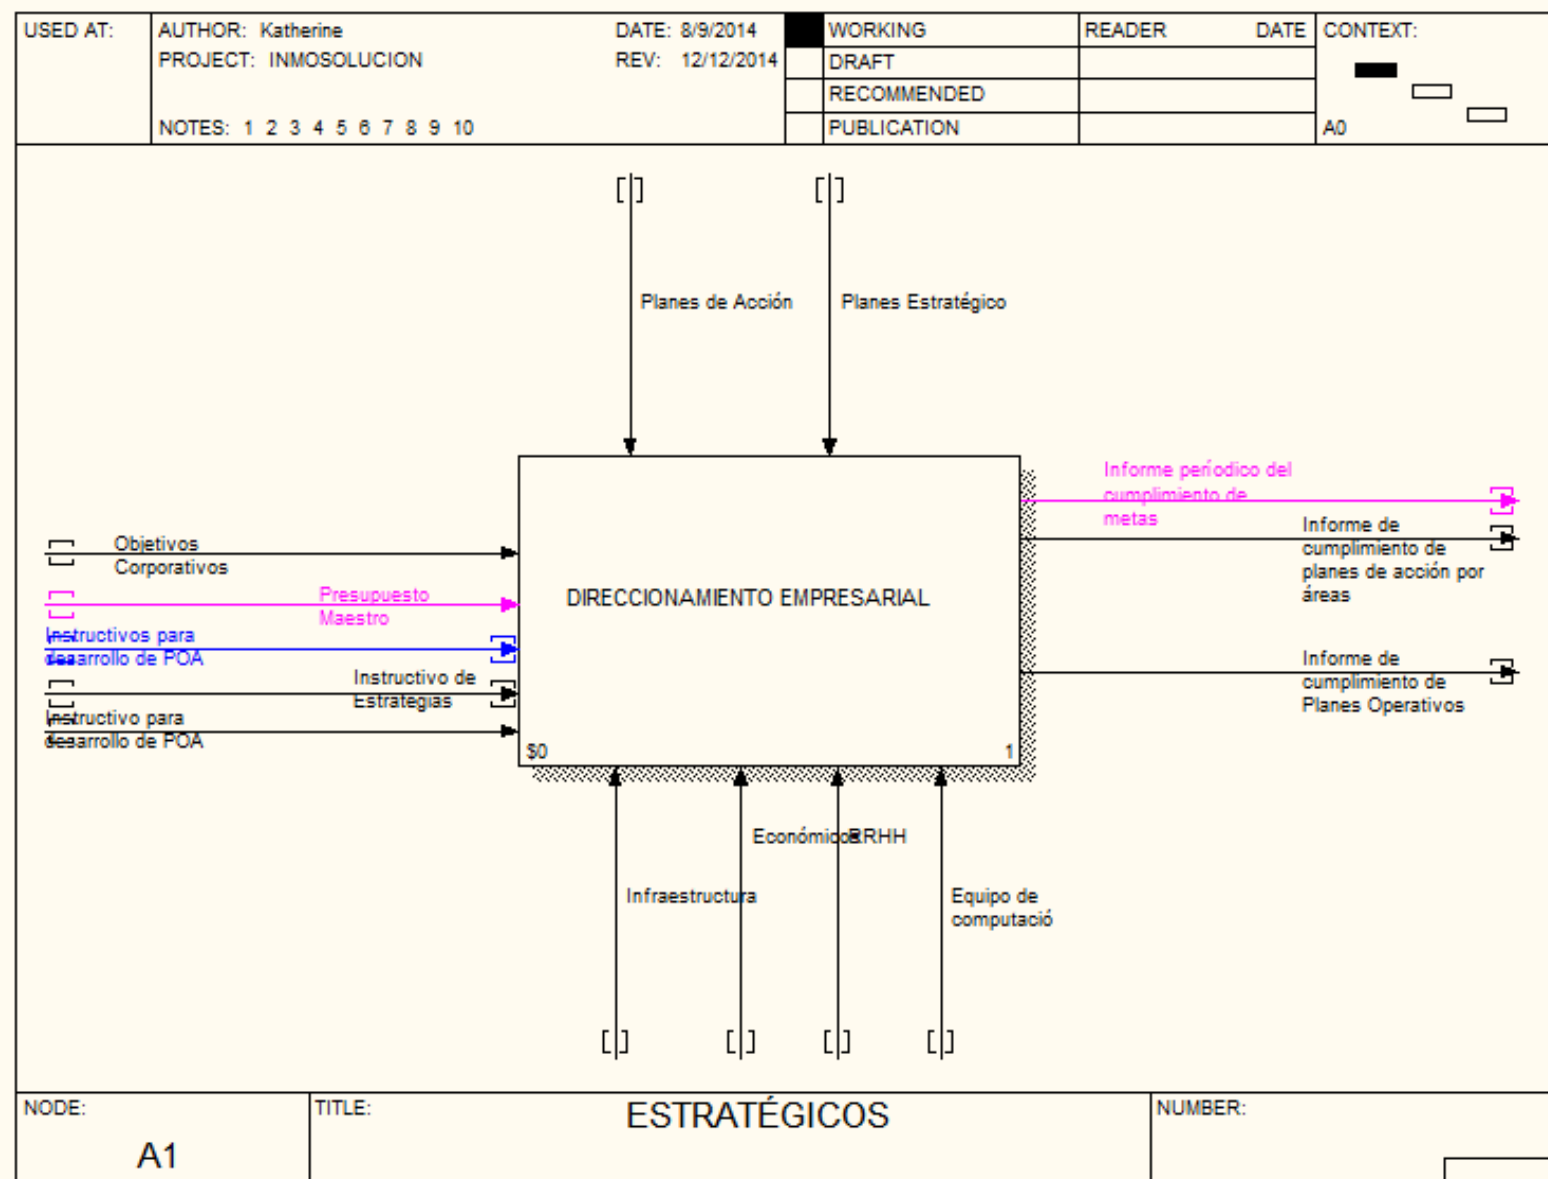 USED AT:
AUTHOR: Katherine
DATE: 8/9/2014
WORKING
READER
DATE
CONTEXT:
PROJECT: INMOSOLUCION
REV: 12/12/2014
DRAFT
RECOMMENDED
NOTES: 1 2 3 4 5 6 7 8 9 10
PUBLICATION
A0
Planes de Acción
Planes Estratégico
Informe períodico del
cumplimiento de
metas
Informe de
cumplimiento de
planes de acción por
áreas
Objetivos
Corporativos
Presupuesto
Maestro
DIRECCIONAMIENTO EMPRESARIAL
Instructivos para
desarrollo de POA
Instructivo de
Estrategias
Informe de
cumplimiento de
Planes Operativos
Instructivo para
desarrollo de POA
$0
1
Económicos
RRHH
Infraestructura
Equipo de
computació
NODE:
A1
TITLE:
ESTRATÉGICOS
NUMBER: